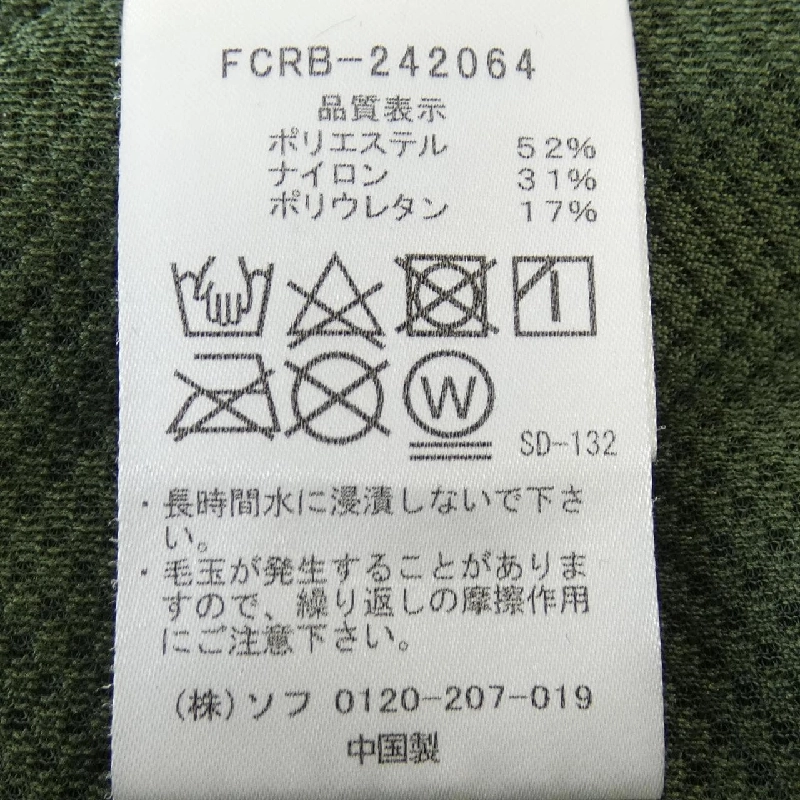 FCRB-242064
品質表示
ポリエステル 52%
ナイロン 31%
ポリウレタン 17%
W
SD-132
・長時間水に浸漬しないで下さ
い。
・毛玉が発生することがありま
すので、繰り返しの摩擦作用
にご注意下さい。
(株)ソフ 0120-207-019
中国製